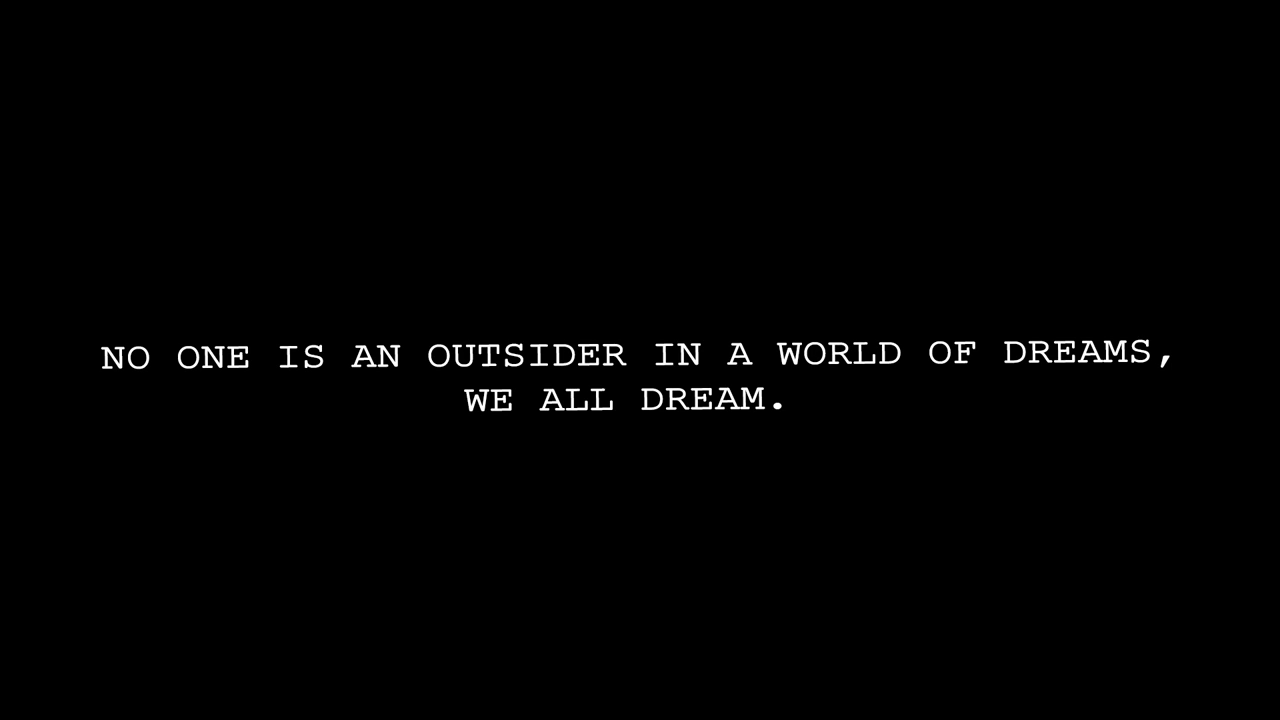 NO ONE IS AN OUTSIDER IN A WORLD OF DREAMS,
WE ALL DREAM.